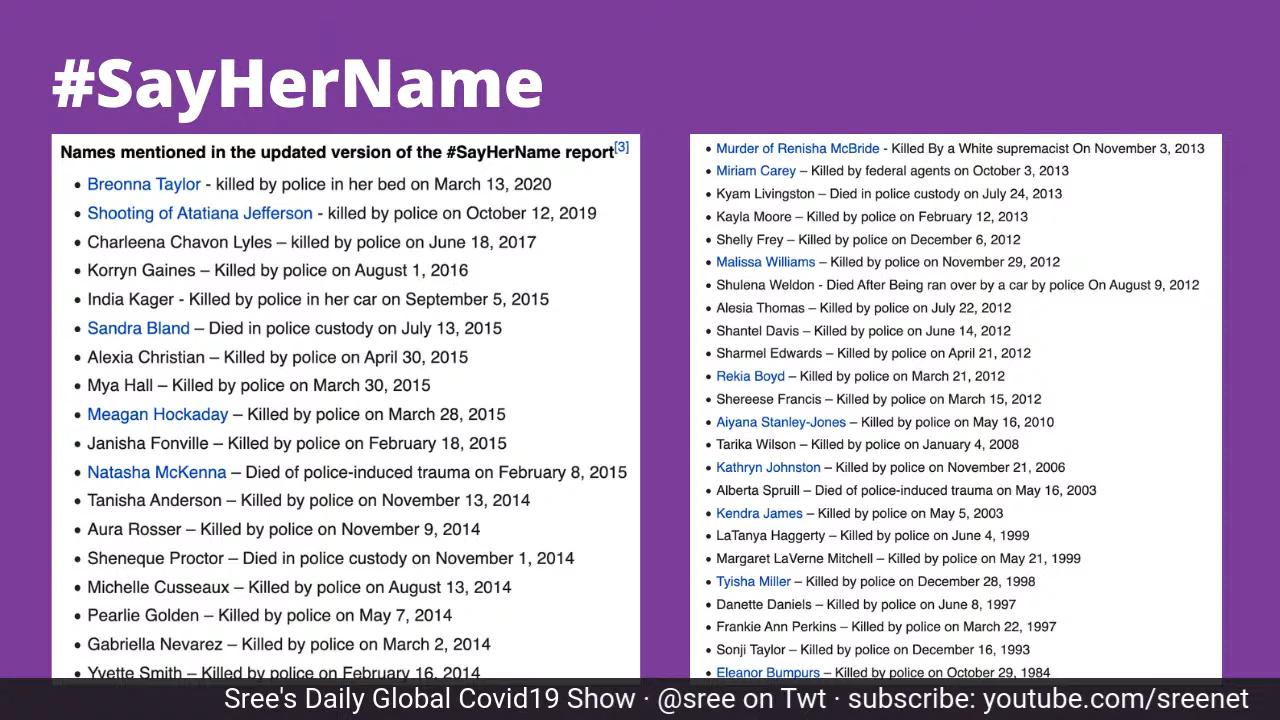 #SayHerName
Names mentioned in the updated version of the #SayHerName report[3]
• Breonna Taylor - killed by police in her bed on March 13, 2020
• Shooting of Atatiana Jefferson - killed by police on October 12, 2019
• Charleena Chavon Lyles – killed by police on June 18, 2017
• Korryn Gaines – Killed by police on August 1, 2016
• India Kager - Killed by police in her car on September 5, 2015
• Sandra Bland – Died in police custody on July 13, 2015
• Alexia Christian – Killed by police on April 30, 2015
• Mya Hall – Killed by police on March 30, 2015
• Meagan Hockaday – Killed by police on March 28, 2015
• Janisha Fonville – Killed by police on February 18, 2015
• Natasha McKenna – Died of police-induced trauma on February 8, 2015
• Tanisha Anderson – Killed by police on November 13, 2014
• Aura Rosser – Killed by police on November 9, 2014
• Sheneque Proctor – Died in police custody on November 1, 2014
• Michelle Cusseaux – Killed by police on August 13, 2014
• Pearlie Golden – Killed by police on May 7, 2014
• Gabriella Nevarez – Killed by police on March 2, 2014
• Yvette Smith – Killed by police on February 16, 2014
• Murder of Renisha McBride - Killed By a White supremacist On November 3, 2013
• Miriam Carey – Killed by federal agents on October 3, 2013
• Kyam Livingston – Died in police custody on July 24, 2013
• Kayla Moore – Killed by police on February 12, 2013
• Shelly Frey – Killed by police on December 6, 2012
• Malissa Williams – Killed by police on November 29, 2012
• Shulena Weldon - Died After Being ran over by a car by police On August 9, 2012
• Alesia Thomas – Killed by police on July 22, 2012
• Shantel Davis – Killed by police on June 14, 2012
• Sharmel Edwards – Killed by police on April 21, 2012
• Rekia Boyd – Killed by police on March 21, 2012
• Shereese Francis – Killed by police on March 15, 2012
• Aiyana Stanley-Jones – Killed by police on May 16, 2010
• Tarika Wilson – Killed by police on January 4, 2008
• Kathryn Johnston – Killed by police on November 21, 2006
• Alberta Spruill – Died of police-induced trauma on May 16, 2003
• Kendra James – Killed by police on May 5, 2003
• LaTanya Haggerty – Killed by police on June 4, 1999
• Margaret LaVerne Mitchell – Killed by police on May 21, 1999
• Tyisha Miller – Killed by police on December 28, 1998
• Danette Daniels – Killed by police on June 8, 1997
• Frankie Ann Perkins – Killed by police on March 22, 1997
• Sonji Taylor – Killed by police on December 16, 1993
• Eleanor Bumpurs – Killed by police on October 29, 1984
Sree's Daily Global Covid19 Show · @sree on Twt · subscribe: youtube.com/sreenet